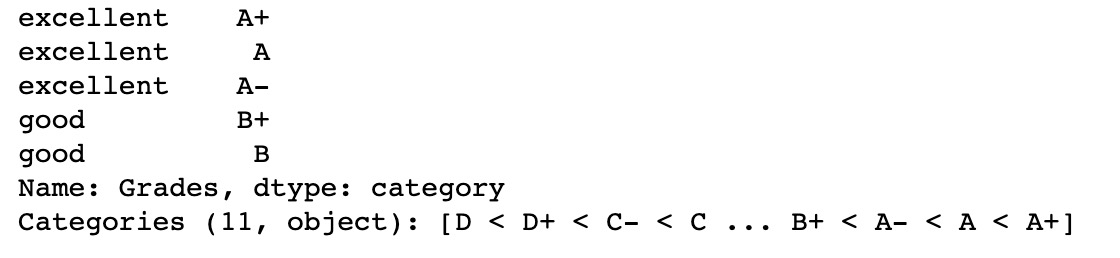 excellent    A+
excellent     A
excellent    A-
good         B+
good          B
Name: Grades, dtype: category
Categories (11, object): [D < D+ < C- < C ... B+ < A- < A < A+]